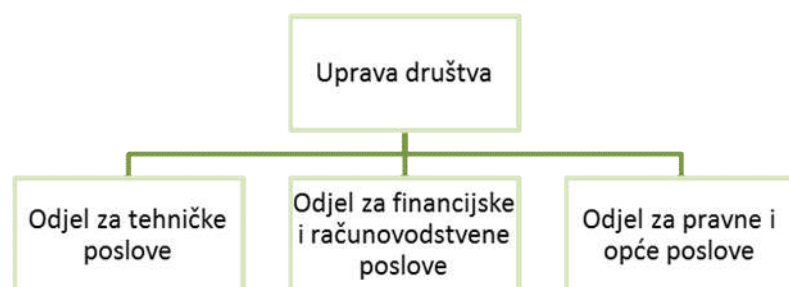 Uprava društva
Odjel za tehničke
poslove
Odjel za financijske
i računovodstvene
poslove
Odjel za pravne i
opće poslove